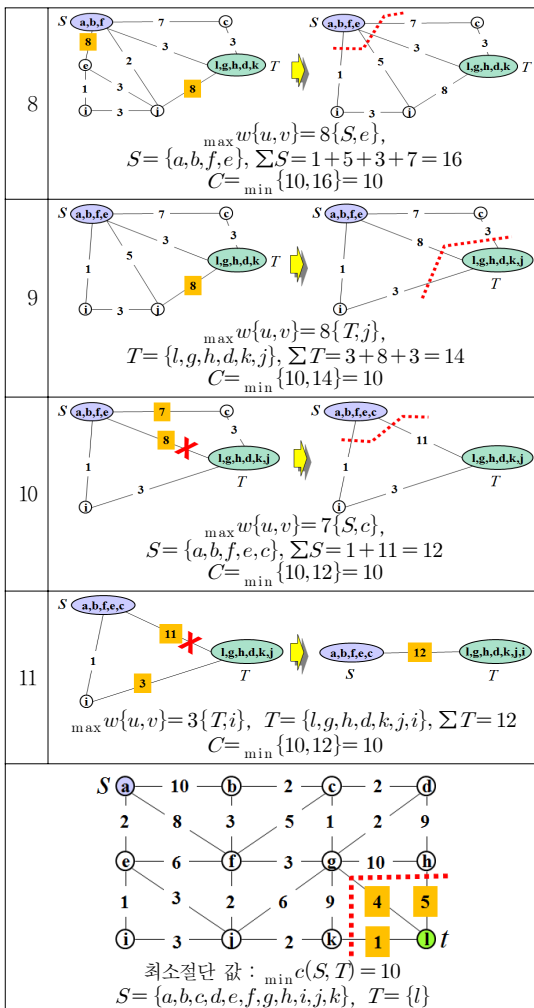 8
S a,b,f 7 c
8 3 3
2
e l,g,h,d,k T
1 3 8
i 3 j
S a,b,f,e 7 c
3 3
1 5 l,g,h,d,k T
8
i 3 j
max w{u,v}=8{S,e},
S={a,b,f,e}, ΣS=1+5+3+7=16
C=min{10,16}=10
9
S a,b,f,e 7 c
3 3
1 5 l,g,h,d,k T
8
i 3 j
S a,b,f,e 7 c
8 3
1 l,g,h,d,k,j
3 T
i
max w{u,v}=8{T,j},
T={l,g,h,d,k,j}, ΣT=3+8+3=14
C=min{10,14}=10
10
S a,b,f,e 7 c
8 3
1 l,g,h,d,k,j
3 T
i
S a,b,f,e,c
11
1 l,g,h,d,k,j
3 T
i
max w{u,v}=7{S,c},
S={a,b,f,e,c}, ΣS=1+11=12
C=min{10,12}=10
11
S a,b,f,e,c
11
1 l,g,h,d,k,j
3 T
i
a,b,f,e,c 12 l,g,h,d,k,j,i
S T
max w{u,v}=3{T,i}, T={l,g,h,d,k,j,i}, ΣT=12
C=min{10,12}=10
S a 10 b 2 c 2 d
2 8 3 5 1 2 9
e 6 f 3 g 10 h
1 3 2 6 9 4 5
i 3 j 2 k 1 l t
최소절단 값 : min c(S,T)=10
S={a,b,c,d,e,f,g,h,i,j,k}, T={l}